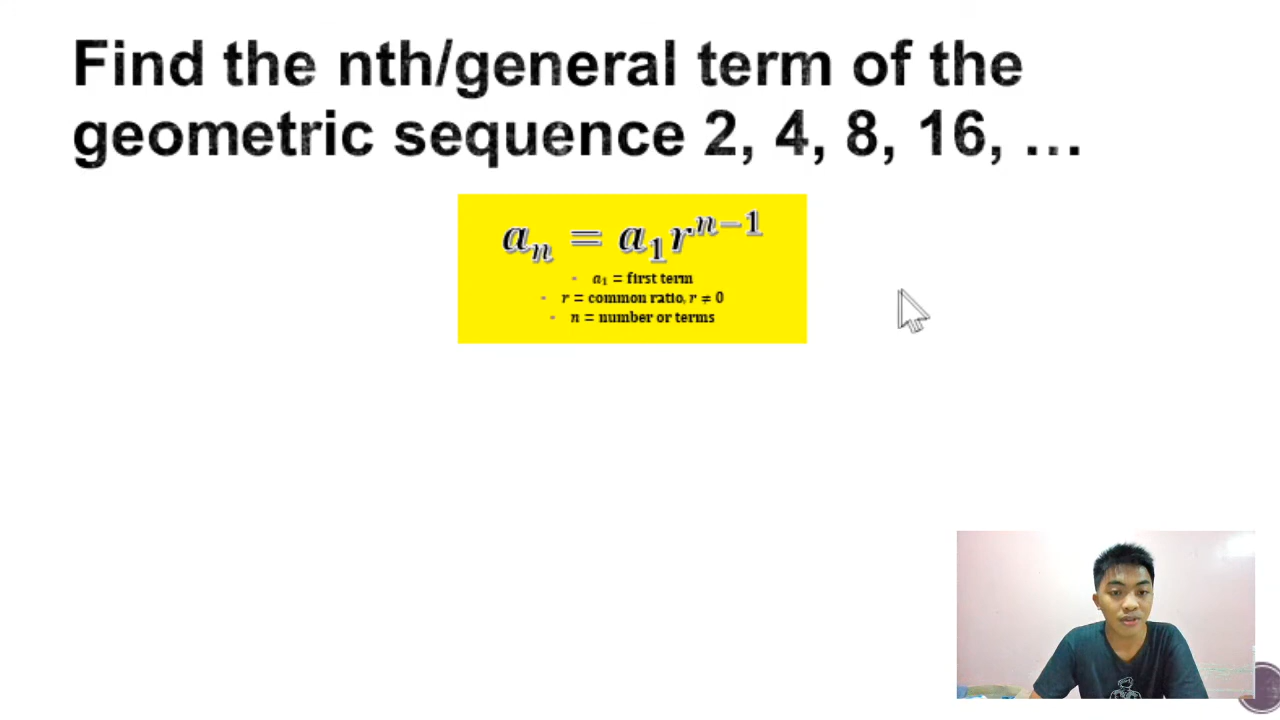 Find the nth/general term of the
geometric sequence 2, 4, 8, 16, …
aₙ = a₁rⁿ⁻¹
- a₁ = first term
- r = common ratio, r ≠ 0
- n = number or terms